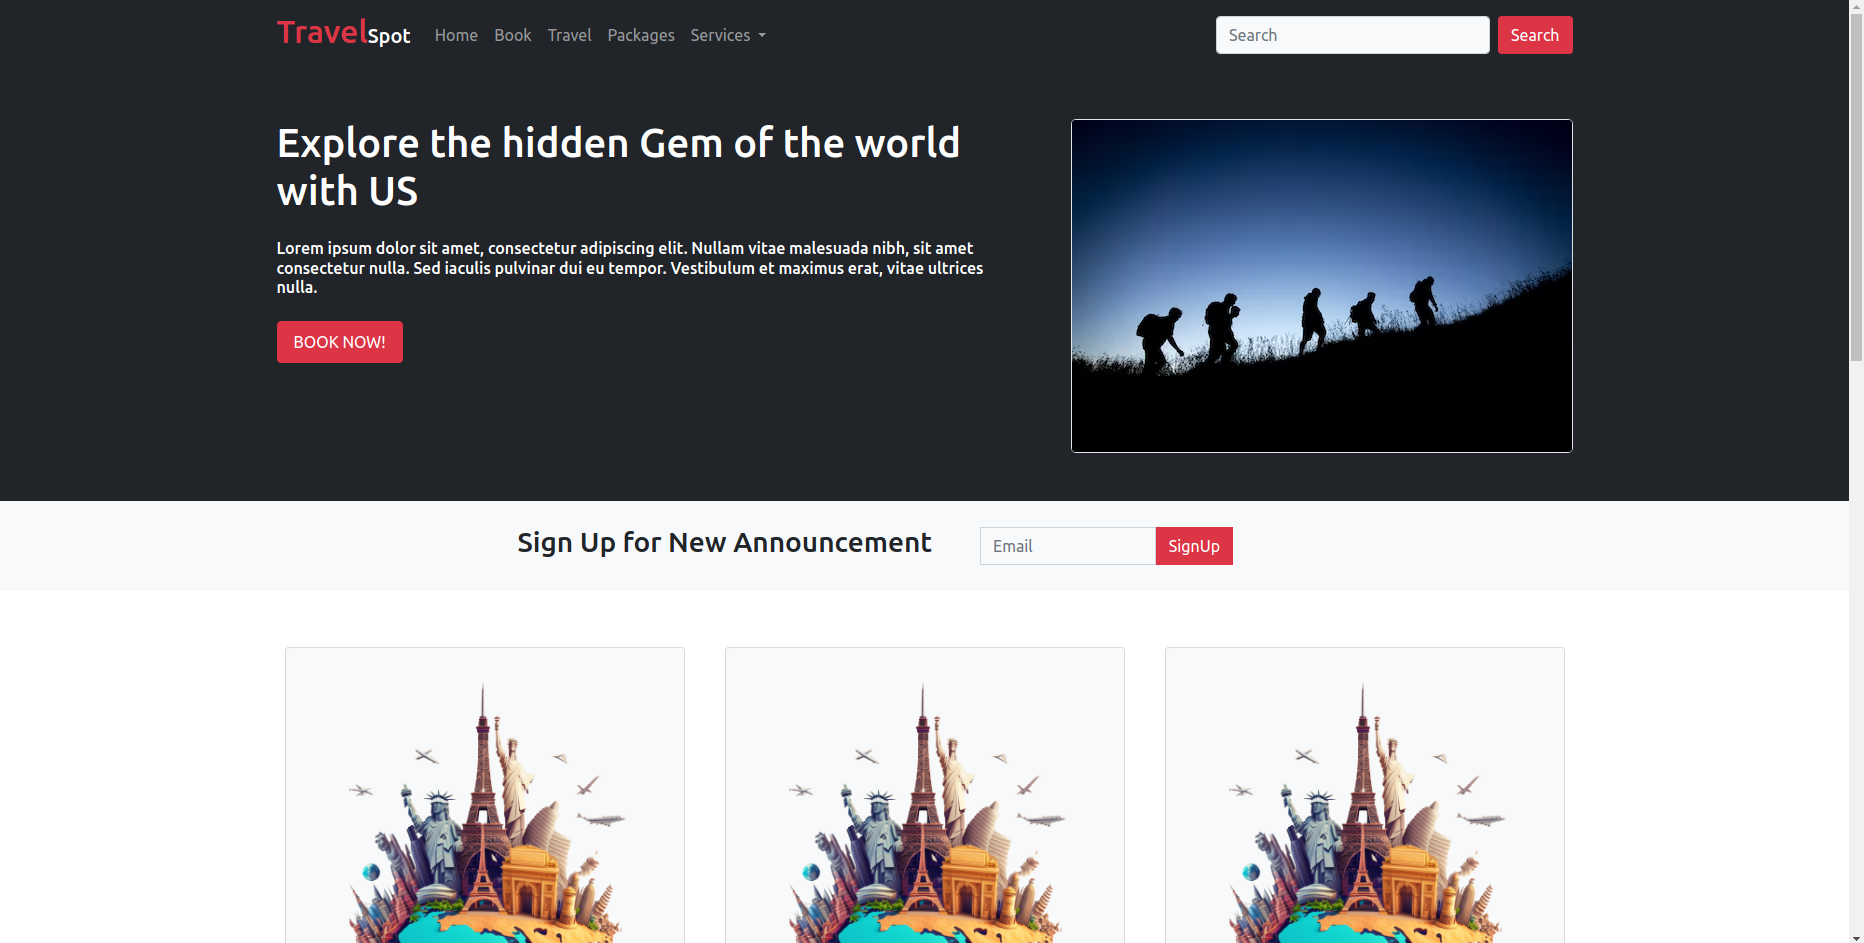 TravelSpot Home Book Travel Packages Services Search Search
Explore the hidden Gem of the world
with US
Lorem ipsum dolor sit amet, consectetur adipiscing elit. Nullam vitae malesuada nibh, sit amet
consectetur nulla. Sed iaculis pulvinar dui eu tempor. Vestibulum et maximus erat, vitae ultrices
nulla.
BOOK NOW!
Sign Up for New Announcement Email SignUp